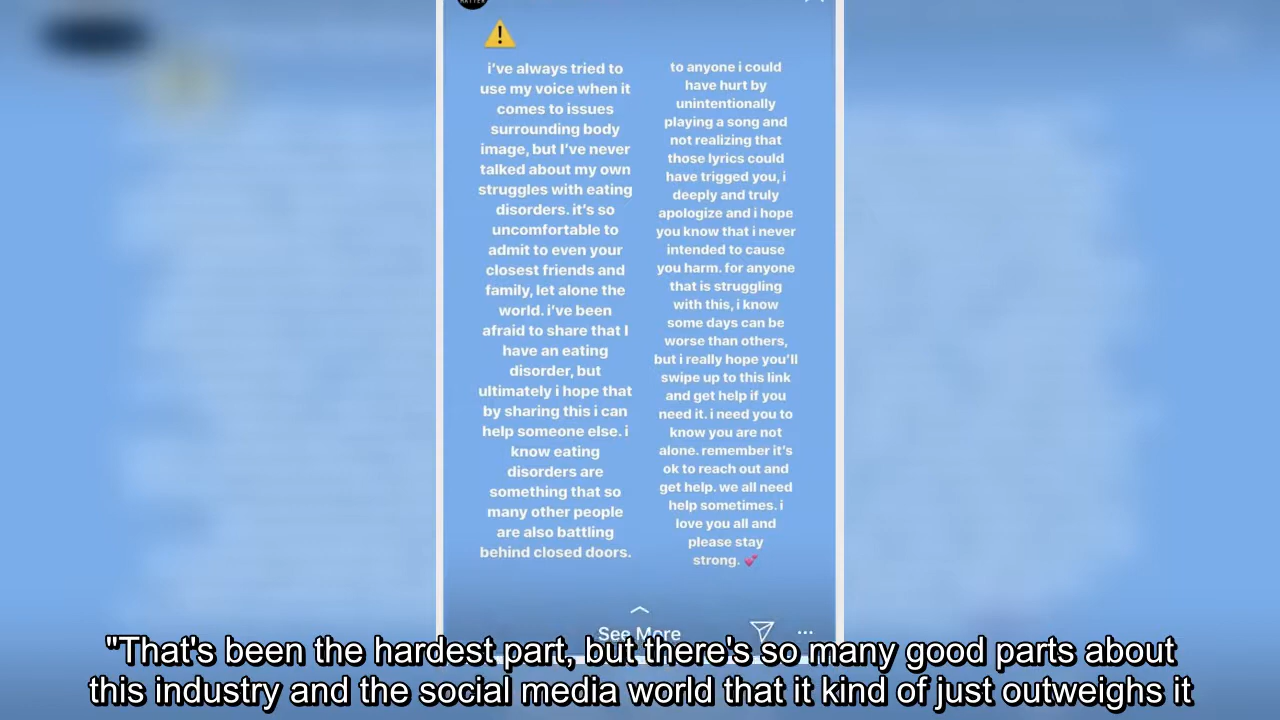 MATTER
i've always tried to
use my voice when it
comes to issues
surrounding body
image, but I've never
talked about my own
struggles with eating
disorders. it's so
uncomfortable to
admit to even your
closest friends and
family, let alone the
world. i've been
afraid to share that I
have an eating
disorder, but
ultimately i hope that
by sharing this i can
help someone else. i
know eating
disorders are
something that so
many other people
are also battling
behind closed doors.
to anyone i could
have hurt by
unintentionally
playing a song and
not realizing that
those lyrics could
have trigged you, i
deeply and truly
apologize and i hope
you know that i never
intended to cause
you harm. for anyone
that is struggling
with this, i know
some days can be
worse than others,
but i really hope you'll
swipe up to this link
and get help if you
need it. i need you to
know you are not
alone. remember it's
ok to reach out and
get help. we all need
help sometimes. i
love you all and
please stay
strong. 💕
See More
"That's been the hardest part, but there's so many good parts about
this industry and the social media world that it kind of just outweighs it